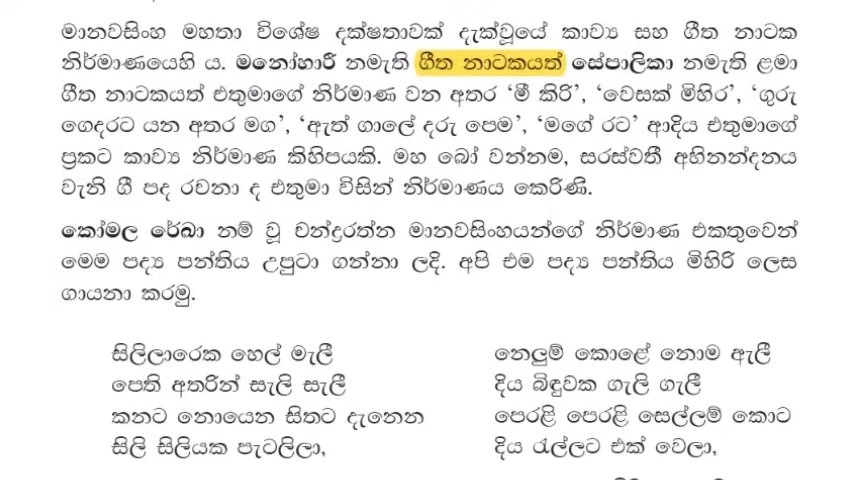 මානවසිංහ මහතා විශේෂ දක්ෂතාවක් දැක්වූයේ කාව්‍ය සහ ගීත නාටක
නිර්මාණයෙහි ය. මනෝහාරී නමැති ගීත නාටකයත් සේපාලිකා නමැති ළමා
ගීත නාටකයත් එතුමාගේ නිර්මාණ වන අතර ‘මී කිරි’, ‘වෙසක් මිහිර’, ‘ගුරු
ගෙදරට යන අතර මග’, ‘ඇත් ගාලේ දරු පෙම’, ‘මගේ රට’ ආදිය එතුමාගේ
ප්‍රකට කාව්‍ය නිර්මාණ කිහිපයකි. මහ බෝ වන්නම, සරස්වතී අභිනන්දනය
වැනි ගී පද රචනා ද එතුමා විසින් නිර්මාණය කෙරිණි.
කෝමල රේඛා නම් වූ චන්ද්‍රරත්න මානවසිංහයන්ගේ නිර්මාණ එකතුවෙන්
මෙම පද්‍ය පන්තිය උපුටා ගන්නා ලදි. අපි එම පද්‍ය පන්තිය මිහිරි ලෙස
ගායනා කරමු.
සිලිලාරෙක හෙල් මැලී
පෙති අතරින් සැලි සැලී
කනට නොයෙන සිතට දැනෙන
සිලි සිලියක පැටලිලා,
නෙලුම් කොළේ නොම ඇලී
දිය බිඳුවක ගැලි ගැලී
පෙරළි පෙරළි සෙල්ලම් කොට
දිය රැල්ලට එක් වෙලා,